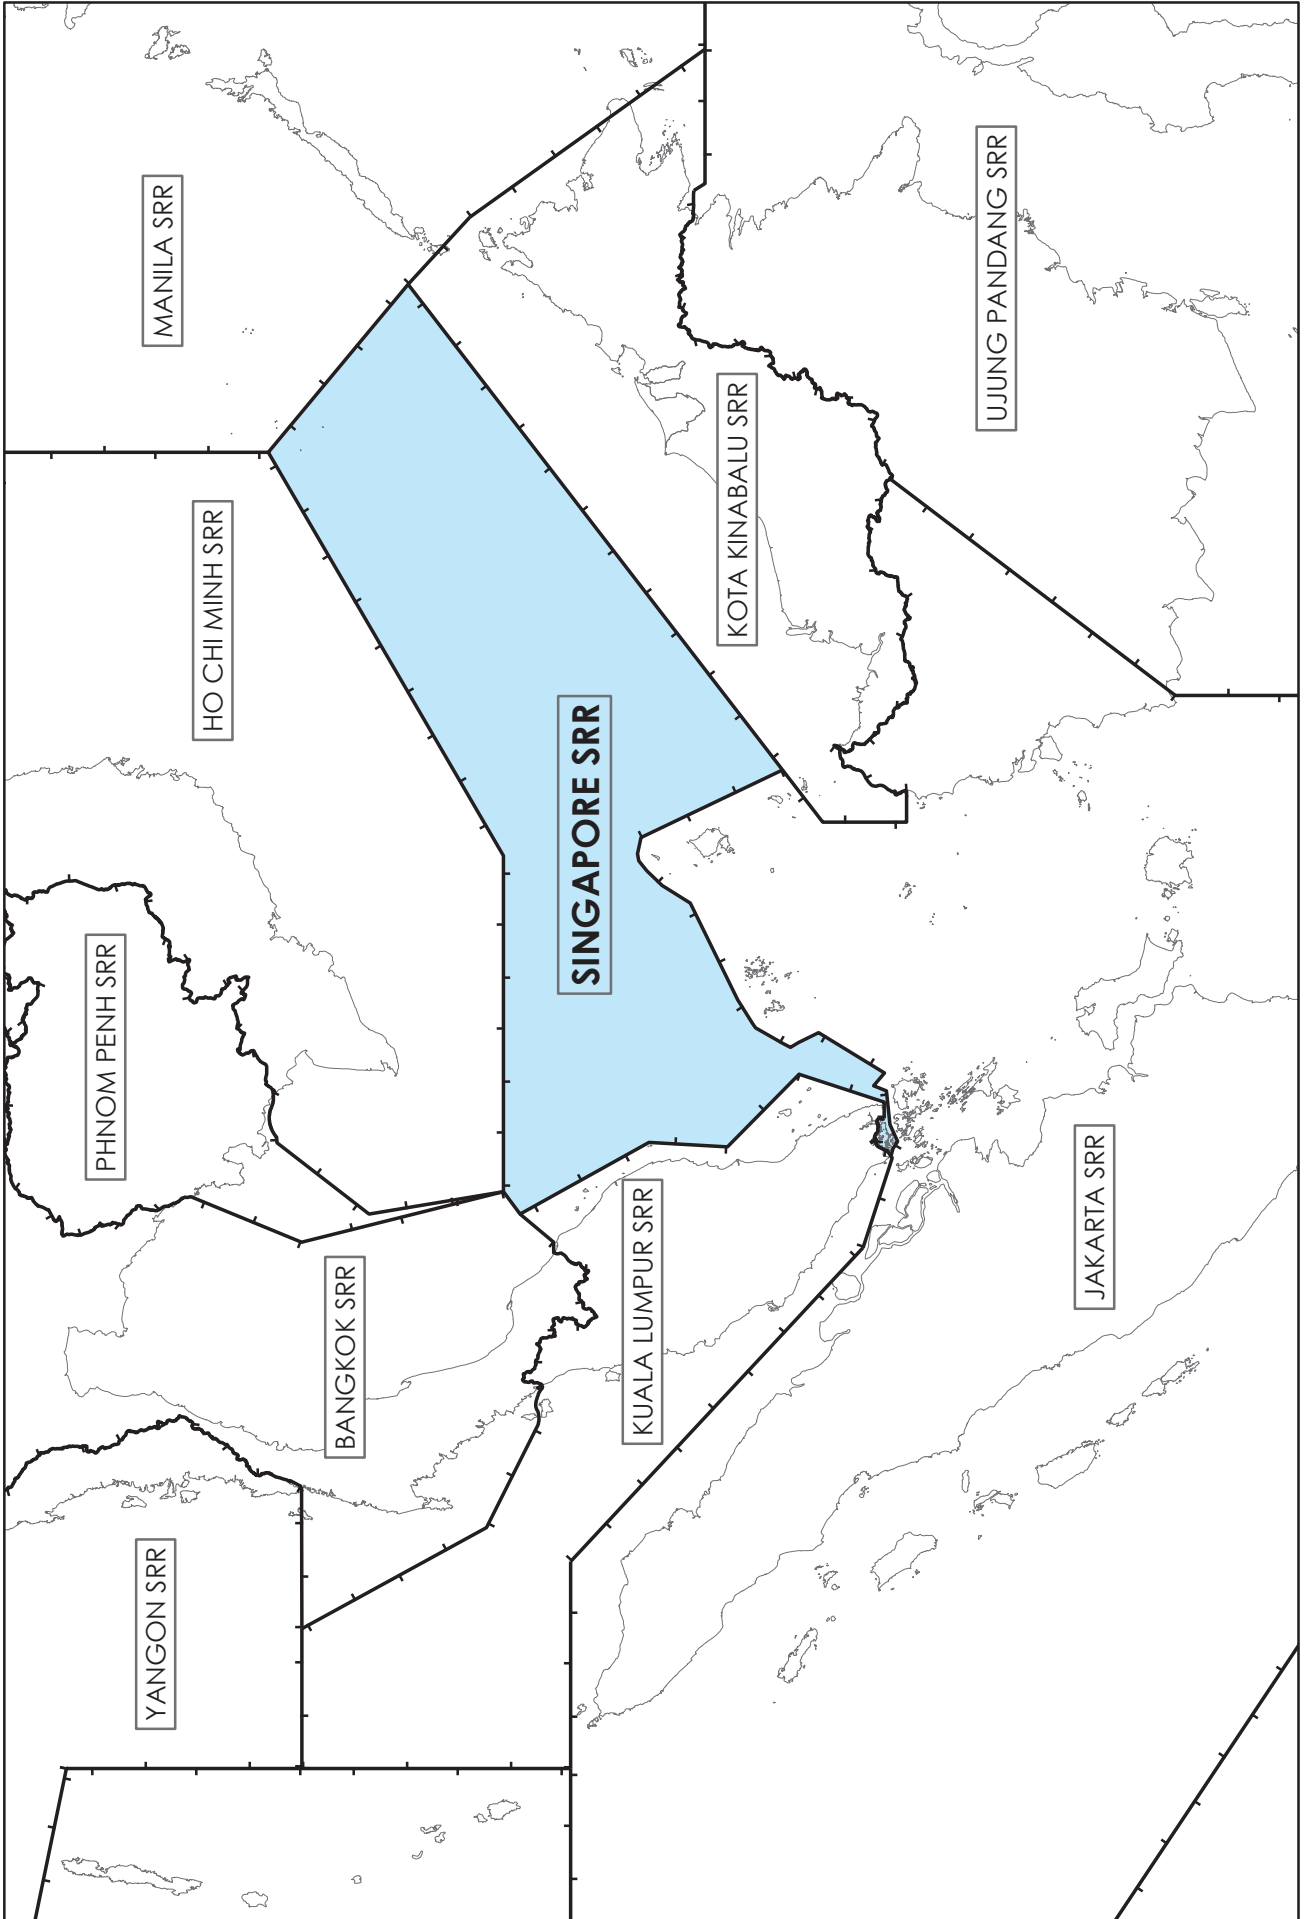 YANGON SRR
PHNOM PENH SRR
HO CHI MINH SRR
MANILA SRR
BANGKOK SRR
KUALA LUMPUR SRR
SINGAPORE SRR
KOTA KINABALU SRR
JAKARTA SRR
UJUNG PANDANG SRR